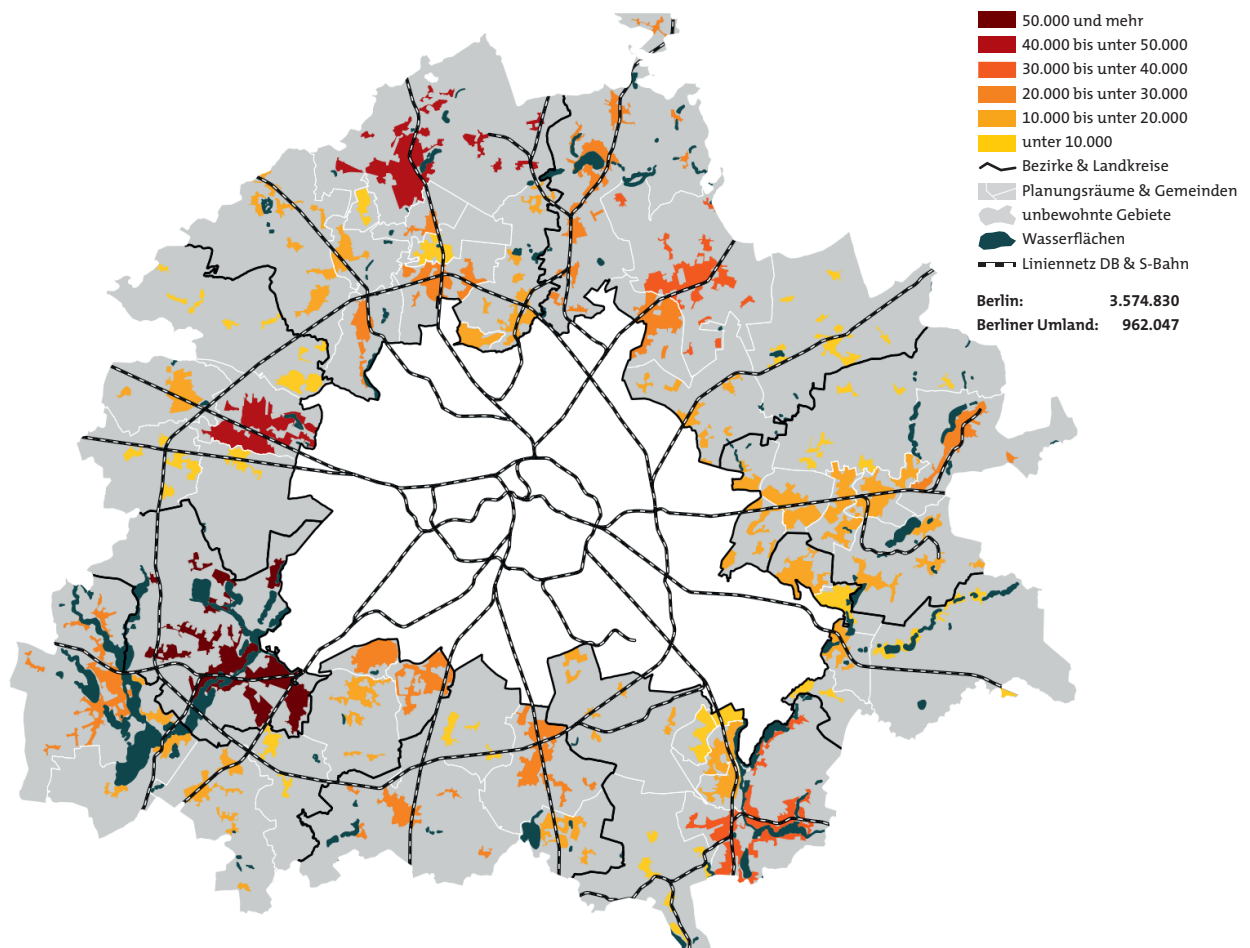 50.000 und mehr
40.000 bis unter 50.000
30.000 bis unter 40.000
20.000 bis unter 30.000
10.000 bis unter 20.000
unter 10.000
Bezirke & Landkreise
Planungsräume & Gemeinden
unbewohnte Gebiete
Wasserflächen
Liniennetz DB & S-Bahn
Berlin: 3.574.830
Berliner Umland: 962.047